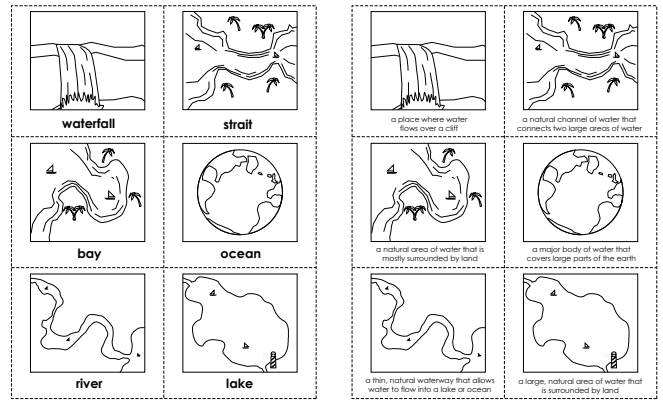 waterfall
strait
bay
ocean
river
lake
a place where water
flows over a cliff
a natural channel of water that
connects two large areas of water
a natural area of water that is
mostly surrounded by land
a major body of water that
covers large parts of the earth
a thin, natural waterway that allows
water to flow into a lake or ocean
a large, natural area of water that
is surrounded by land